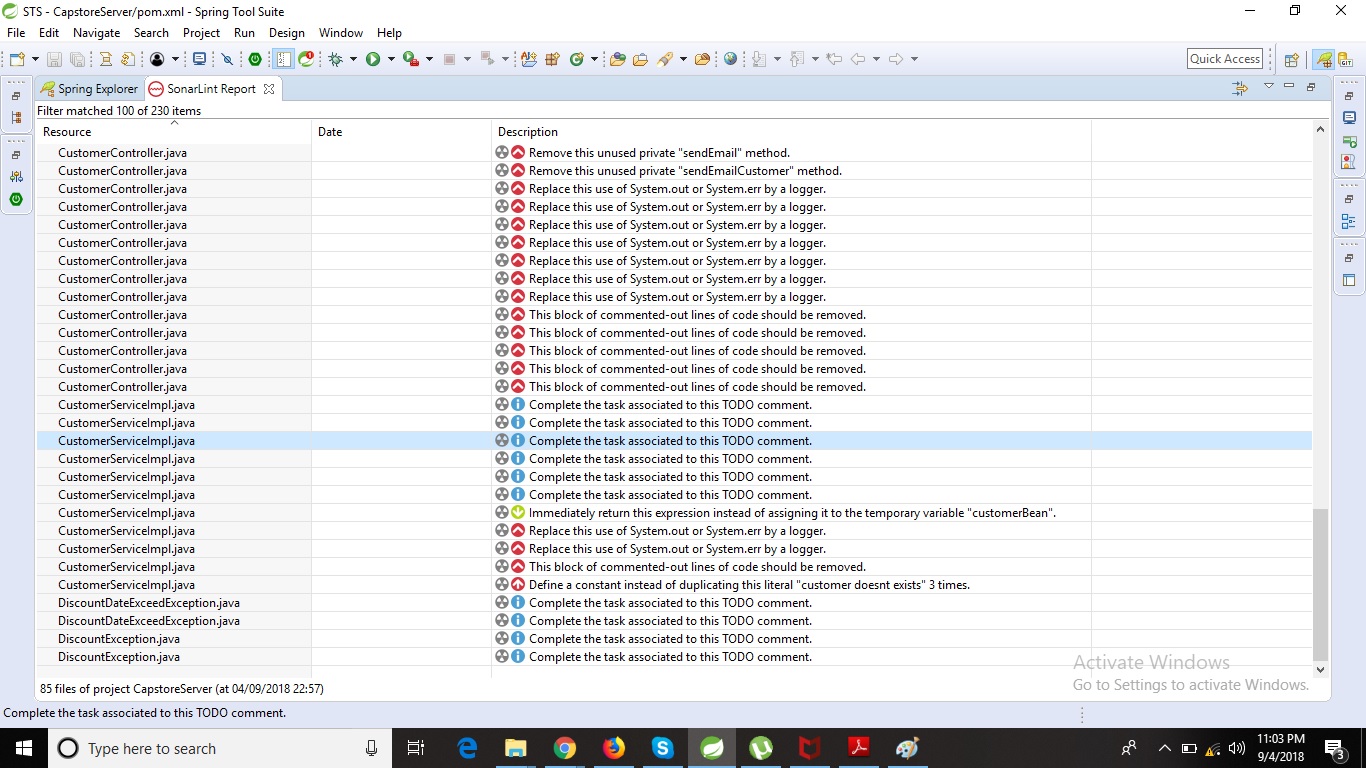 STS - CapstoreServer/pom.xml - Spring Tool Suite
File Edit Navigate Search Project Run Design Window Help
Quick Access
Spring Explorer SonarLint Report
Filter matched 100 of 230 items
Resource Date Description
CustomerController.java Remove this unused private "sendEmail" method.
CustomerController.java Remove this unused private "sendEmailCustomer" method.
CustomerController.java Replace this use of System.out or System.err by a logger.
CustomerController.java Replace this use of System.out or System.err by a logger.
CustomerController.java Replace this use of System.out or System.err by a logger.
CustomerController.java Replace this use of System.out or System.err by a logger.
CustomerController.java Replace this use of System.out or System.err by a logger.
CustomerController.java Replace this use of System.out or System.err by a logger.
CustomerController.java Replace this use of System.out or System.err by a logger.
CustomerController.java This block of commented-out lines of code should be removed.
CustomerController.java This block of commented-out lines of code should be removed.
CustomerController.java This block of commented-out lines of code should be removed.
CustomerController.java This block of commented-out lines of code should be removed.
CustomerController.java This block of commented-out lines of code should be removed.
CustomerServiceImpl.java Complete the task associated to this TODO comment.
CustomerServiceImpl.java Complete the task associated to this TODO comment.
CustomerServiceImpl.java Complete the task associated to this TODO comment.
CustomerServiceImpl.java Complete the task associated to this TODO comment.
CustomerServiceImpl.java Complete the task associated to this TODO comment.
CustomerServiceImpl.java Complete the task associated to this TODO comment.
CustomerServiceImpl.java Immediately return this expression instead of assigning it to the temporary variable "customerBean".
CustomerServiceImpl.java Replace this use of System.out or System.err by a logger.
CustomerServiceImpl.java Replace this use of System.out or System.err by a logger.
CustomerServiceImpl.java This block of commented-out lines of code should be removed.
CustomerServiceImpl.java Define a constant instead of duplicating this literal "customer doesnt exists" 3 times.
DiscountDateExceedException.java Complete the task associated to this TODO comment.
DiscountDateExceedException.java Complete the task associated to this TODO comment.
DiscountException.java Complete the task associated to this TODO comment.
DiscountException.java Complete the task associated to this TODO comment.
Activate Windows
Go to Settings to activate Windows.
85 files of project CapstoreServer (at 04/09/2018 22:57)
Complete the task associated to this TODO comment.
Type here to search
11:03 PM
9/4/2018
3